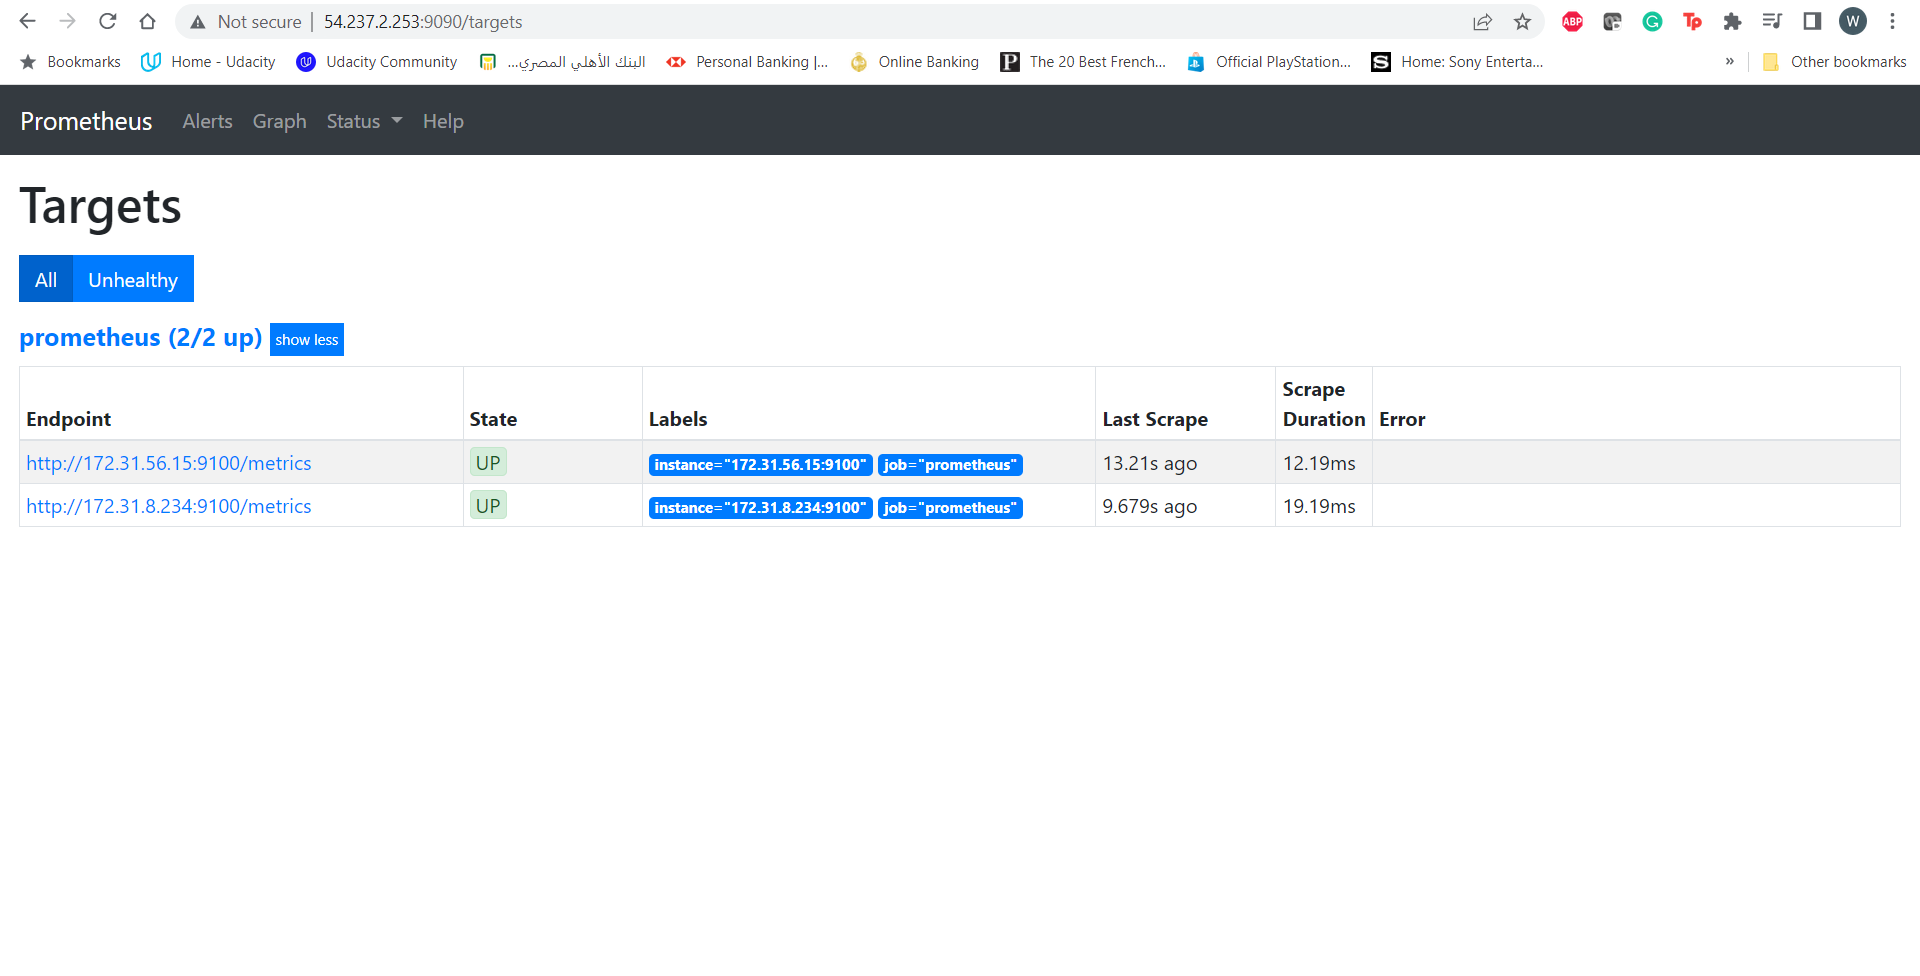 Not secure | 54.237.2.253:9090/targets
ABP Tp W
Bookmarks Home - Udacity Udacity Community البنك الأهلي المصري... Personal Banking |... Online Banking P The 20 Best French... Official PlayStation... S Home: Sony Enterta... » Other bookmarks
Prometheus Alerts Graph Status Help
Targets
All Unhealthy
prometheus (2/2 up) show less
Endpoint State Labels Last Scrape Scrape Duration Error
http://172.31.56.15:9100/metrics UP instance="172.31.56.15:9100" job="prometheus" 13.21s ago 12.19ms
http://172.31.8.234:9100/metrics UP instance="172.31.8.234:9100" job="prometheus" 9.679s ago 19.19ms